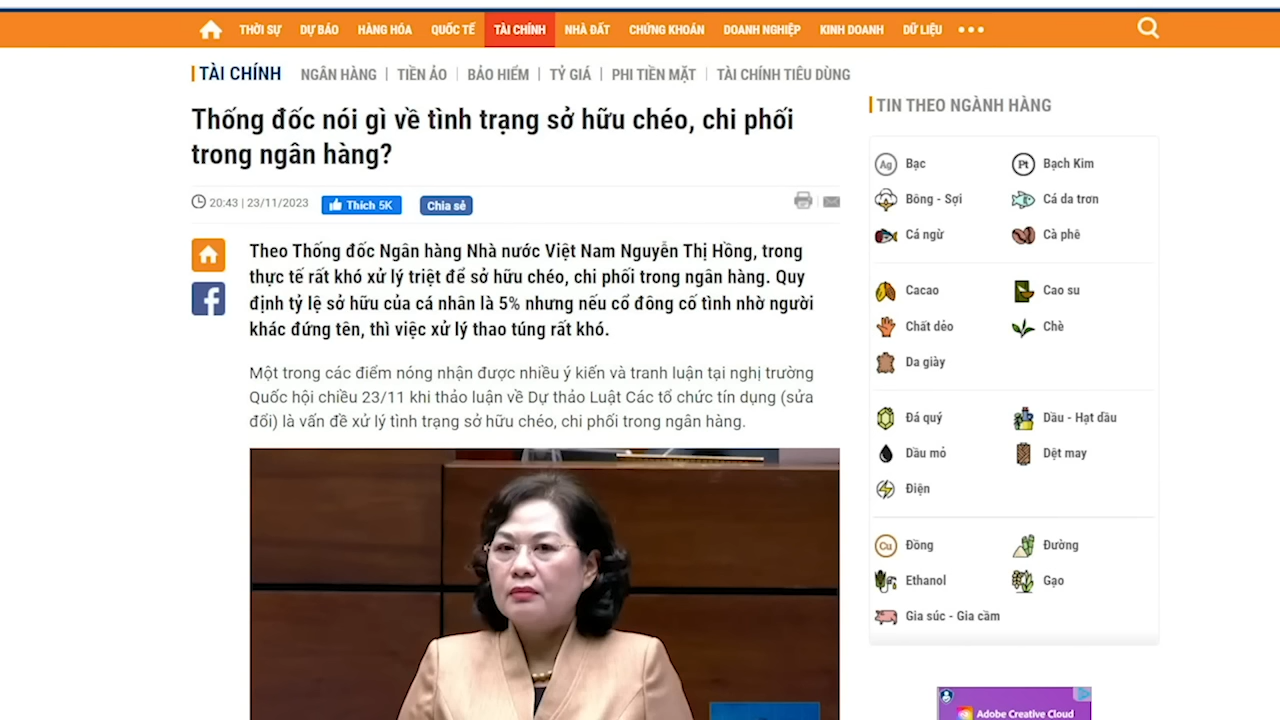 THỜI SỰ DỰ BÁO HÀNG HÓA QUỐC TẾ TÀI CHÍNH NHÀ ĐẤT CHỨNG KHOÁN DOANH NGHIỆP KINH DOANH DỮ LIỆU
TÀI CHÍNH NGÂN HÀNG | TIỀN ẢO | BẢO HIỂM | TỶ GIÁ | PHI TIỀN MẶT | TÀI CHÍNH TIÊU DÙNG
Thống đốc nói gì về tình trạng sở hữu chéo, chi phối
trong ngân hàng?
20:43 | 23/11/2023 Thích 5K Chia sẻ
Theo Thống đốc Ngân hàng Nhà nước Việt Nam Nguyễn Thị Hồng, trong
thực tế rất khó xử lý triệt để sở hữu chéo, chi phối trong ngân hàng. Quy
định tỷ lệ sở hữu của cá nhân là 5% nhưng nếu cổ đông cố tình nhờ người
khác đứng tên, thì việc xử lý thao túng rất khó.
Một trong các điểm nóng nhận được nhiều ý kiến và tranh luận tại nghị trường
Quốc hội chiều 23/11 khi thảo luận về Dự thảo Luật Các tổ chức tín dụng (sửa
đổi) là vấn đề xử lý tình trạng sở hữu chéo, chi phối trong ngân hàng.
TIN THEO NGÀNH HÀNG
Ag Bạc Pt Bạch Kim
Bông - Sợi Cá da trơn
Cá ngừ Cà phê
Cacao Cao su
Chất dẻo Chè
Da giày
Đá quý Dầu - Hạt dầu
Dầu mỏ Dệt may
Điện
Cu Đồng Đường
Ethanol Gạo
Gia súc - Gia cầm
Adobe Creative Cloud